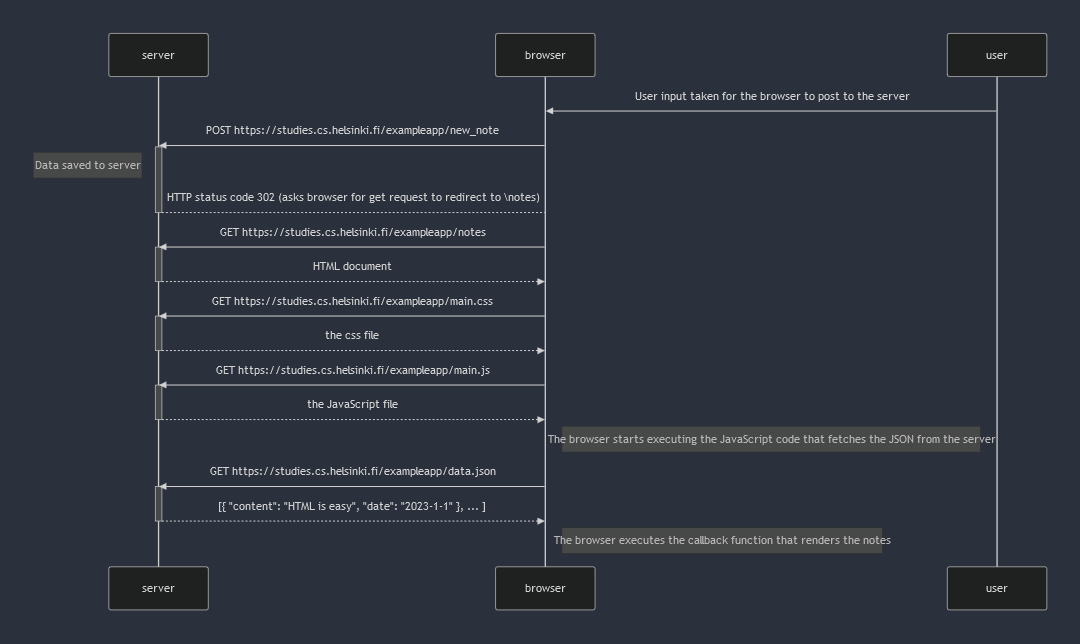 server
browser
user
User input taken for the browser to post to the server
POST https://studies.cs.helsinki.fi/exampleapp/new_note
Data saved to server
HTTP status code 302 (asks browser for get request to redirect to \notes)
GET https://studies.cs.helsinki.fi/exampleapp/notes
HTML document
GET https://studies.cs.helsinki.fi/exampleapp/main.css
the css file
GET https://studies.cs.helsinki.fi/exampleapp/main.js
the JavaScript file
The browser starts executing the JavaScript code that fetches the JSON from the server
GET https://studies.cs.helsinki.fi/exampleapp/data.json
[{ "content": "HTML is easy", "date": "2023-1-1" }, ... ]
The browser executes the callback function that renders the notes
server
browser
user